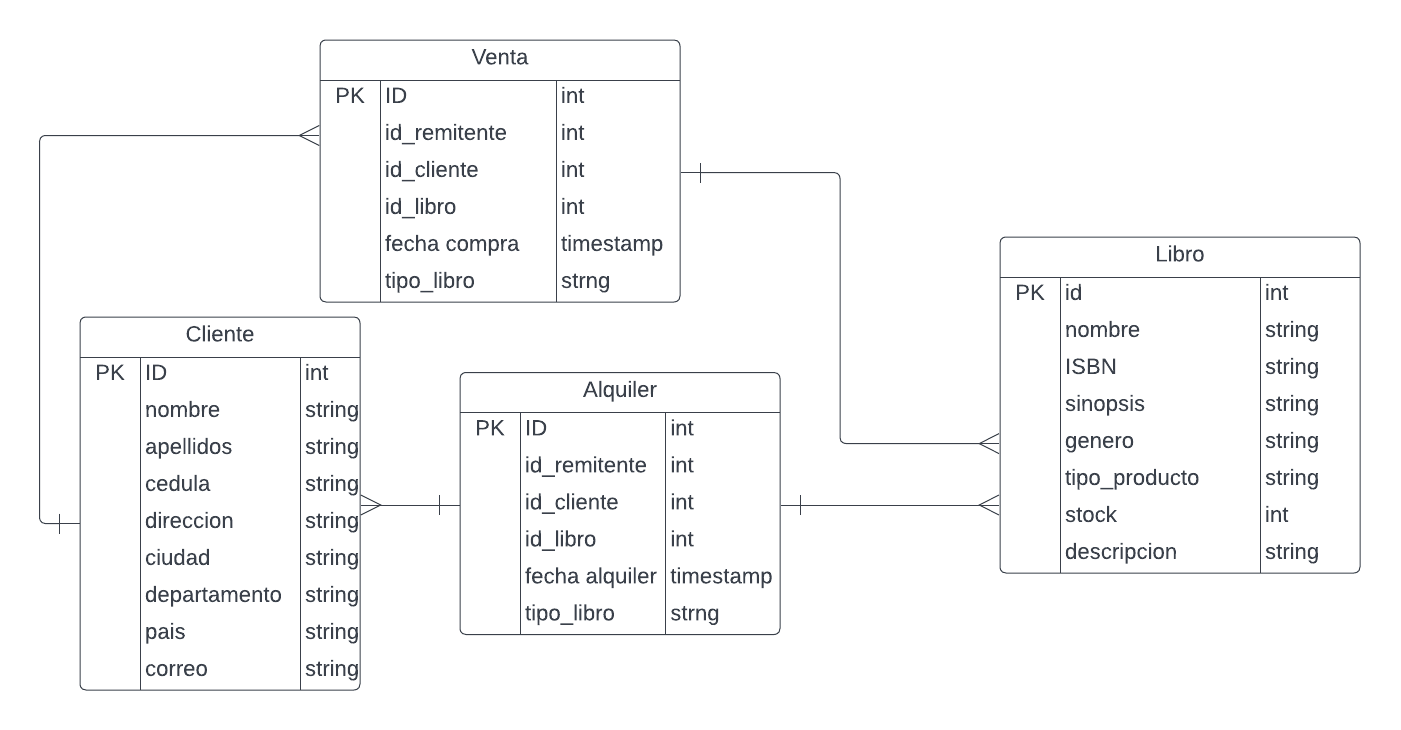 Venta
PK ID int
id_remitente int
id_cliente int
id_libro int
fecha compra timestamp
tipo_libro strng
Cliente
PK ID int
nombre string
apellidos string
cedula string
direccion string
ciudad string
departamento string
pais string
correo string
Alquiler
PK ID int
id_remitente int
id_cliente int
id_libro int
fecha alquiler timestamp
tipo_libro strng
Libro
PK id int
nombre string
ISBN string
sinopsis string
genero string
tipo_producto string
stock int
descripcion string